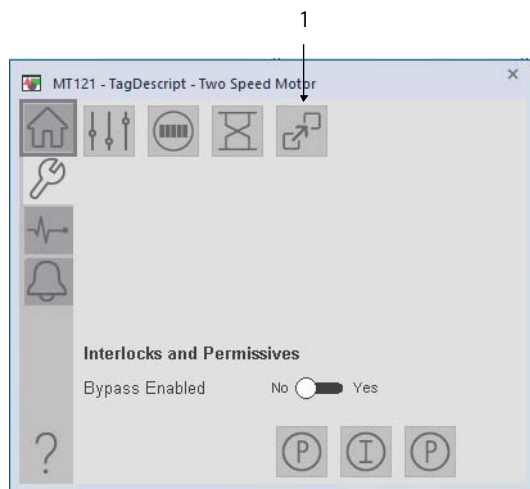 1
MT121 - TagDescript - Two Speed Motor
Interlocks and Permissives
Bypass Enabled No Yes
? P I P